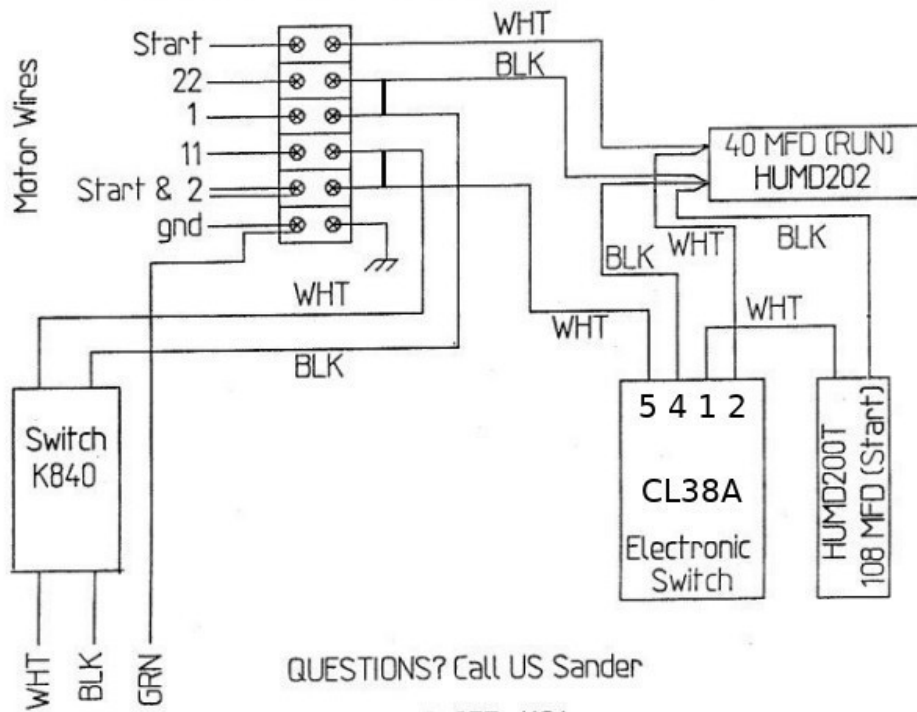 Motor Wires
Start
22
1
11
Start & 2
gnd
WHT
BLK
40 MFD (RUN)
HUMD202
WHT
BLK
BLK
WHT
WHT
WHT
BLK
Switch
K840
5 4 1 2
CL38A
Electronic
Switch
HUMD200T
108 MFD (Start)
WHT
BLK
GRN
QUESTIONS? Call US Sander